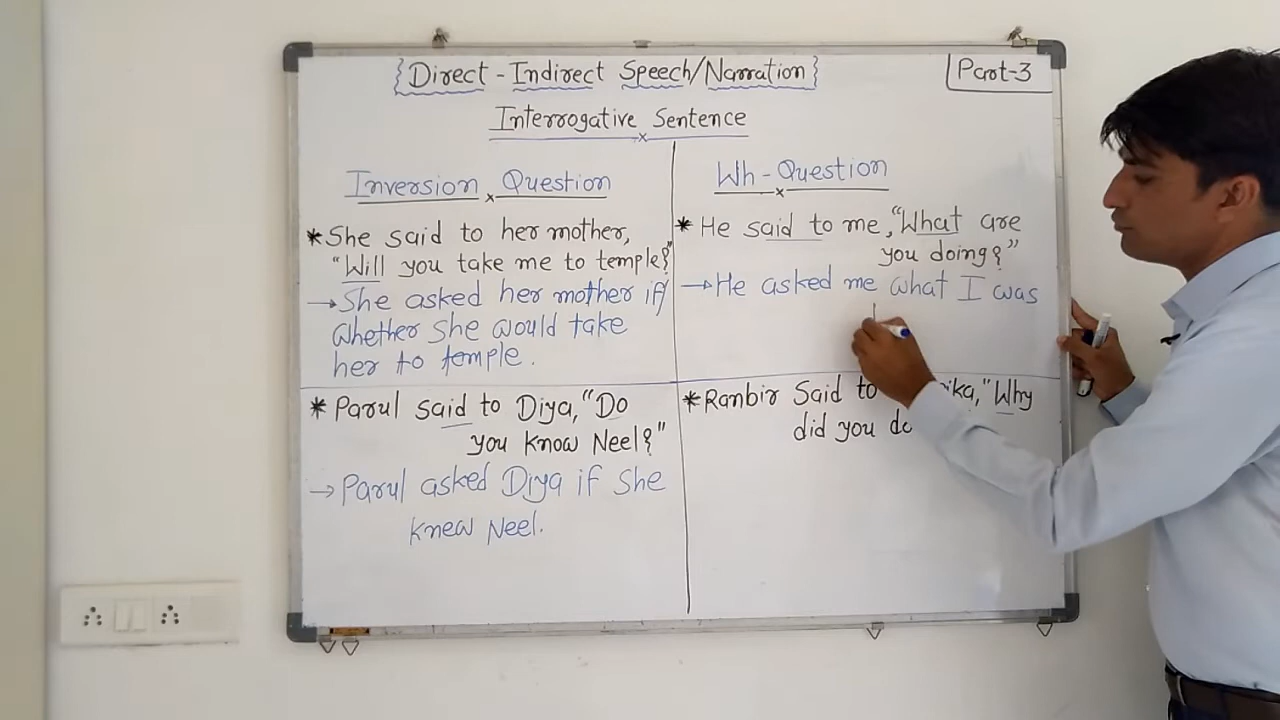 {Direct - Indirect Speech/Narration}
Part-3
Interrogative Sentence
Inversion Question
*She said to her mother,
"Will you take me to temple?"
→She asked her mother if/
whether she would take
her to temple.
Wh-Question
*He said to me, "What are
you doing?"
→He asked me what I was
*Parul said to Diya, "Do
you know Neel?"
→Parul asked Diya if she
knew Neel.
*Ranbir Said to "Why
did you